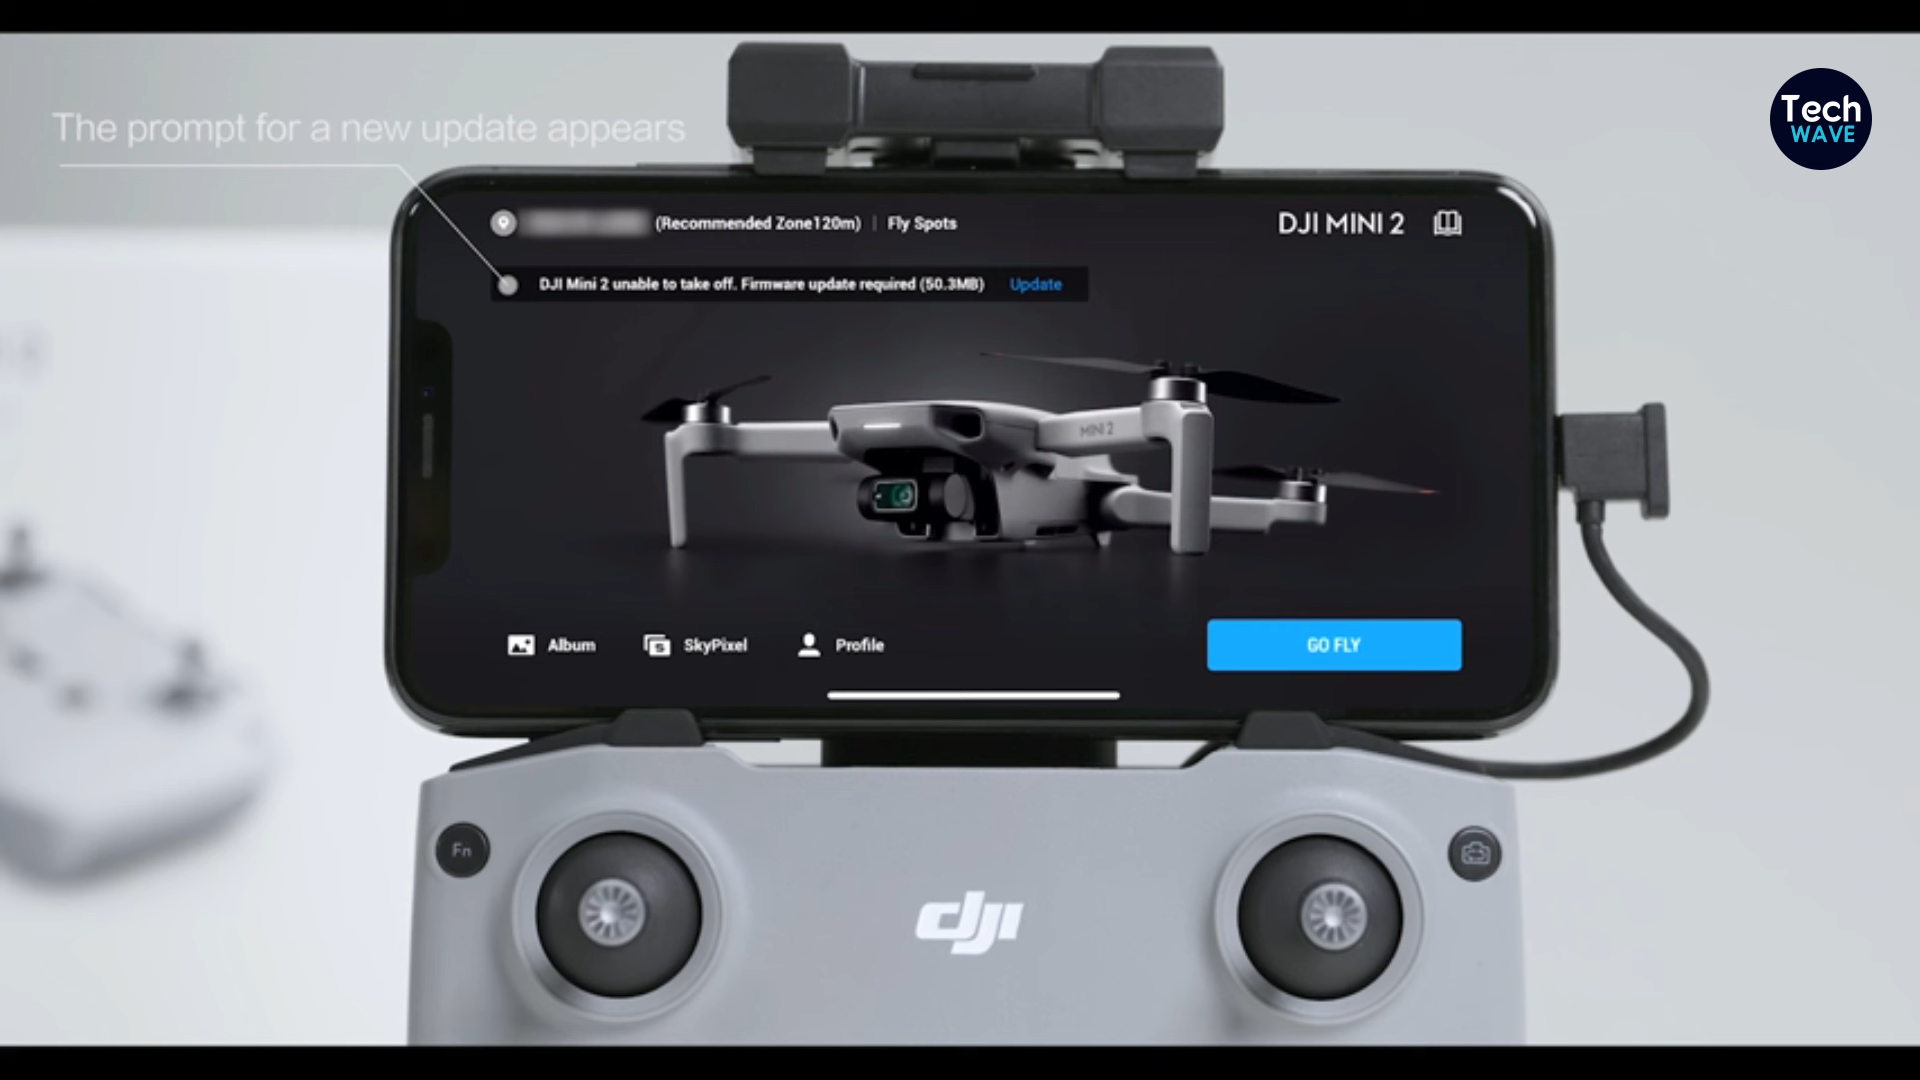 Tech
WAVE
The prompt for a new update appears
(Recommended Zone120m) | Fly Spots
DJI MINI 2
DJI Mini 2 unable to take off. Firmware update required (50.3MB) Update
MINI 2
Album
SkyPixel
Profile
GO FLY
Fn
dji